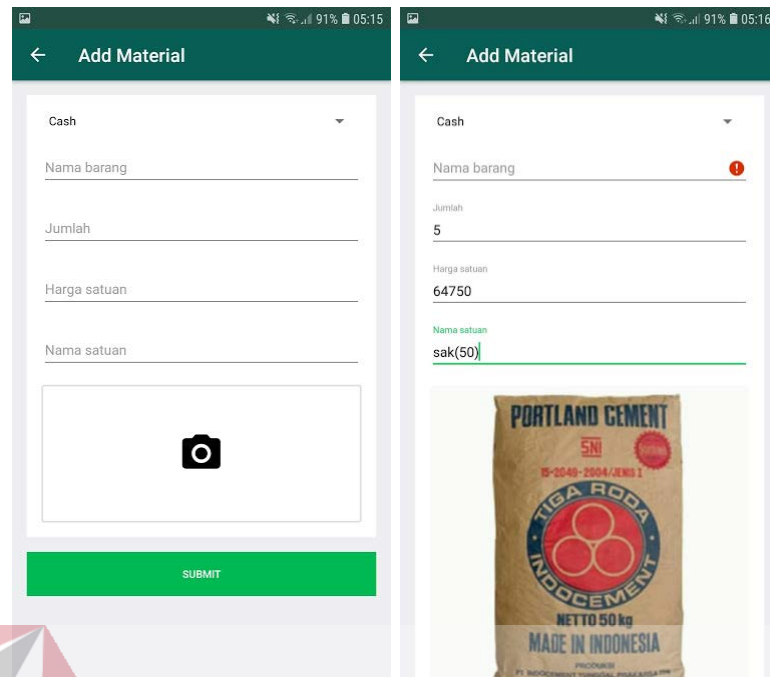 91% 05:15
Add Material
Cash
Nama barang
Jumlah
Harga satuan
Nama satuan
SUBMIT
91% 05:16
Add Material
Cash
Nama barang
Jumlah
5
Harga satuan
64750
Nama satuan
sak(50)
PORTLAND CEMENT
SNI
15-2049-2004/JENIS 1
TIGA RODA
INDOCEMENT
NETTO 50 kg
MADE IN INDONESIA
PRODUKSI